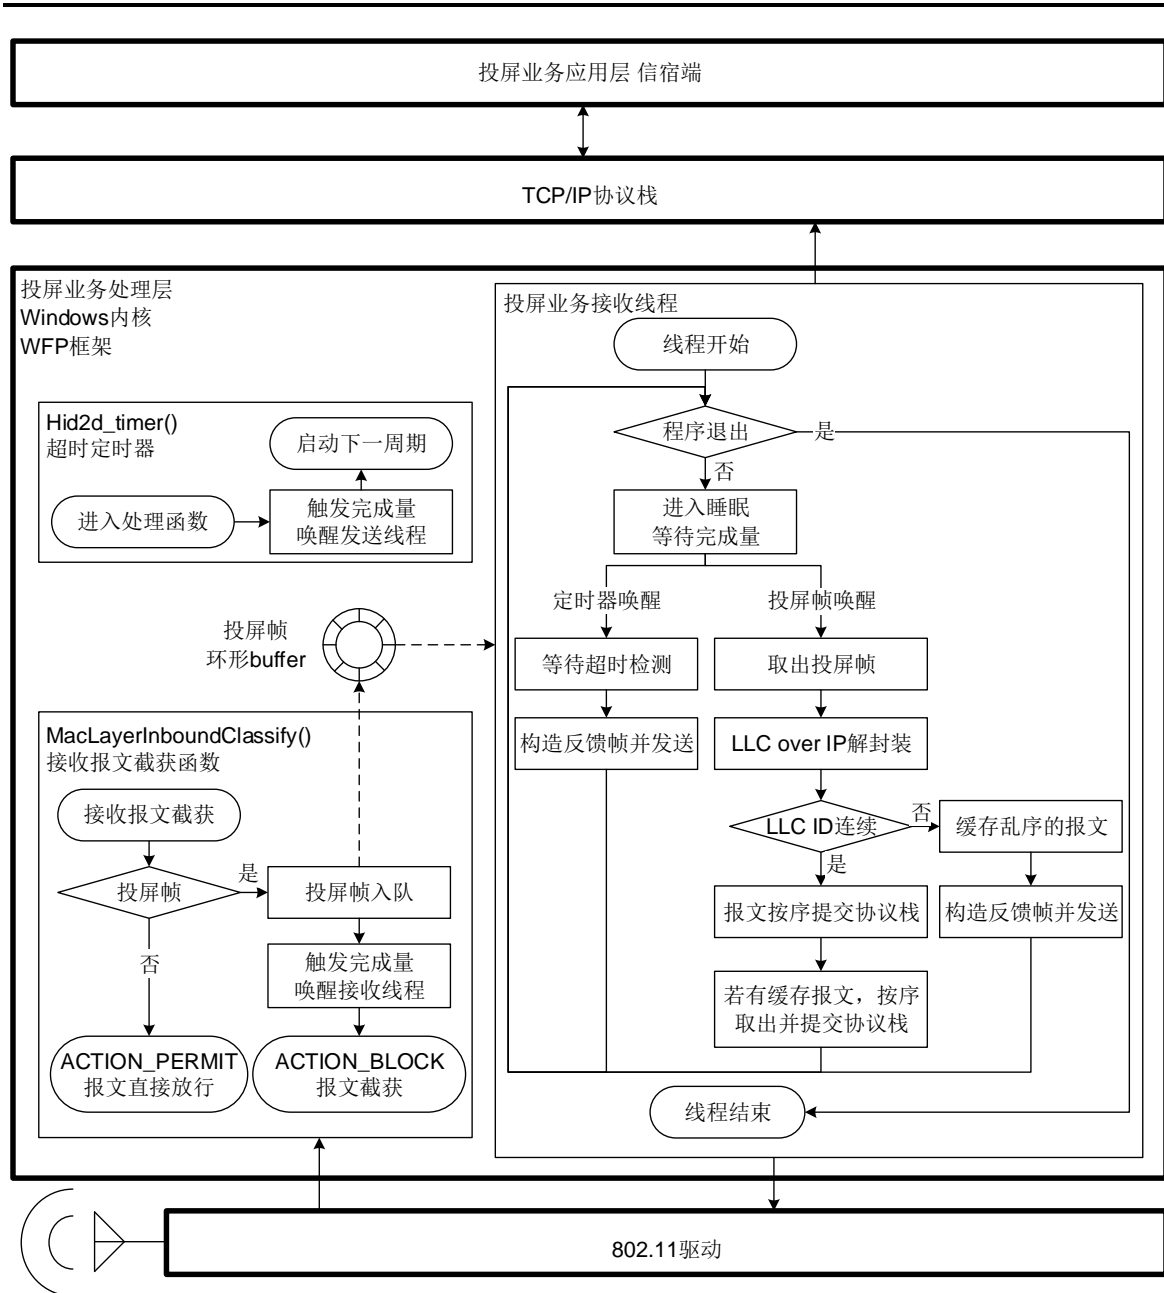 投屏业务应用层 信宿端
TCP/IP协议栈
投屏业务处理层
Windows内核
WFP框架
Hid2d_timer()
超时定时器
启动下一周期
进入处理函数
触发完成量
唤醒发送线程
投屏帧
环形buffer
MacLayerInboundClassify()
接收报文截获函数
接收报文截获
投屏帧
是
投屏帧入队
否
触发完成量
唤醒接收线程
ACTION_PERMIT
报文直接放行
ACTION_BLOCK
报文截获
投屏业务接收线程
线程开始
程序退出
是
否
进入睡眠
等待完成量
定时器唤醒
投屏帧唤醒
等待超时检测
取出投屏帧
构造反馈帧并发送
LLC over IP解封装
LLC ID连续
否
缓存乱序的报文
是
报文按序提交协议栈
构造反馈帧并发送
若有缓存报文，按序
取出并提交协议栈
线程结束
802.11驱动